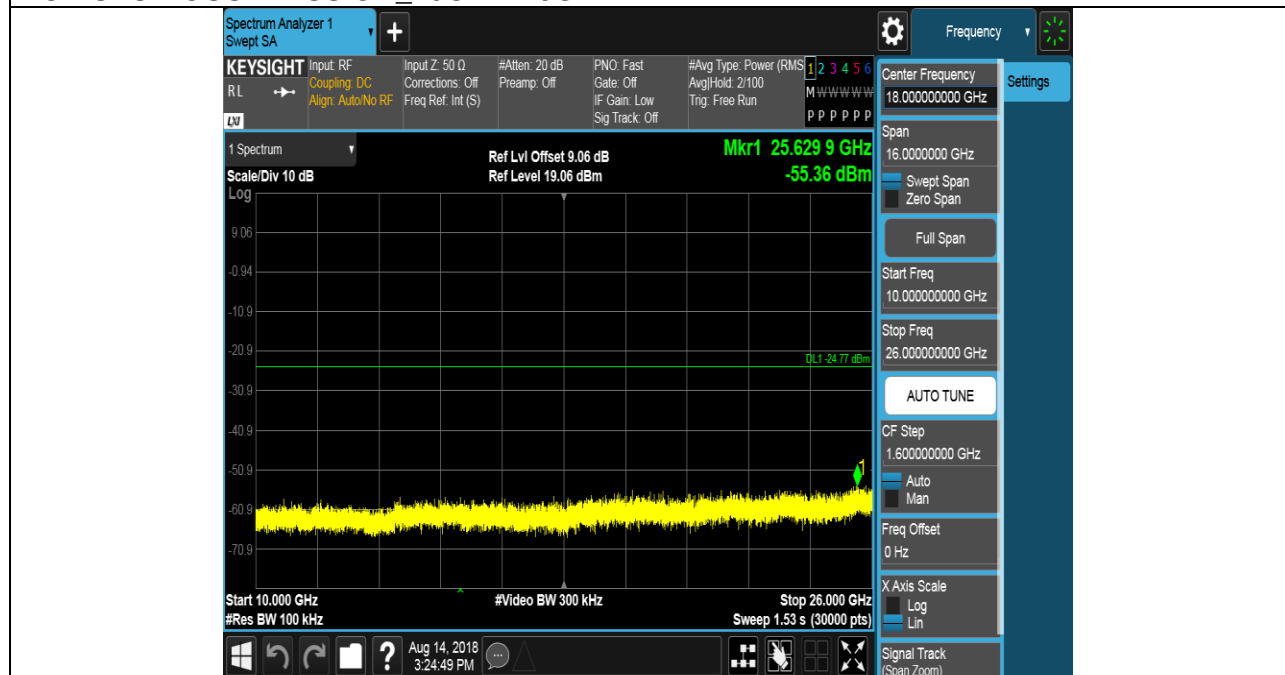 Spectrum Analyzer 1
Swept SA
+
Frequency
KEYSIGHT
RL
LXI
Input: RF
Coupling: DC
Align: Auto/No RF
Input Z: 50 Ω
Corrections: Off
Freq Ref: Int (S)
#Atten: 20 dB
Preamp: Off
PNO: Fast
Gate: Off
IF Gain: Low
Sig Track: Off
#Avg Type: Power (RMS
Avg|Hold: 2/100
Trig: Free Run
1 2 3 4 5 6
M W W W W W
P P P P P P
1 Spectrum
Scale/Div 10 dB
Log
Ref Lvl Offset 9.06 dB
Ref Level 19.06 dBm
Mkr1 25.629 9 GHz
-55.36 dBm
9.06
-0.94
-10.9
-20.9
DL1 -24.77 dBm
-30.9
-40.9
-50.9
1
-60.9
-70.9
Start 10.000 GHz
#Video BW 300 kHz
Stop 26.000 GHz
#Res BW 100 kHz
Sweep 1.53 s (30000 pts)
?
Aug 14, 2018
3:24:49 PM
Center Frequency
18.000000000 GHz
Settings
Span
16.0000000 GHz
Swept Span
Zero Span
Full Span
Start Freq
10.000000000 GHz
Stop Freq
26.000000000 GHz
AUTO TUNE
CF Step
1.600000000 GHz
Auto
Man
Freq Offset
0 Hz
X Axis Scale
Log
Lin
Signal Track
(Span Zoom)